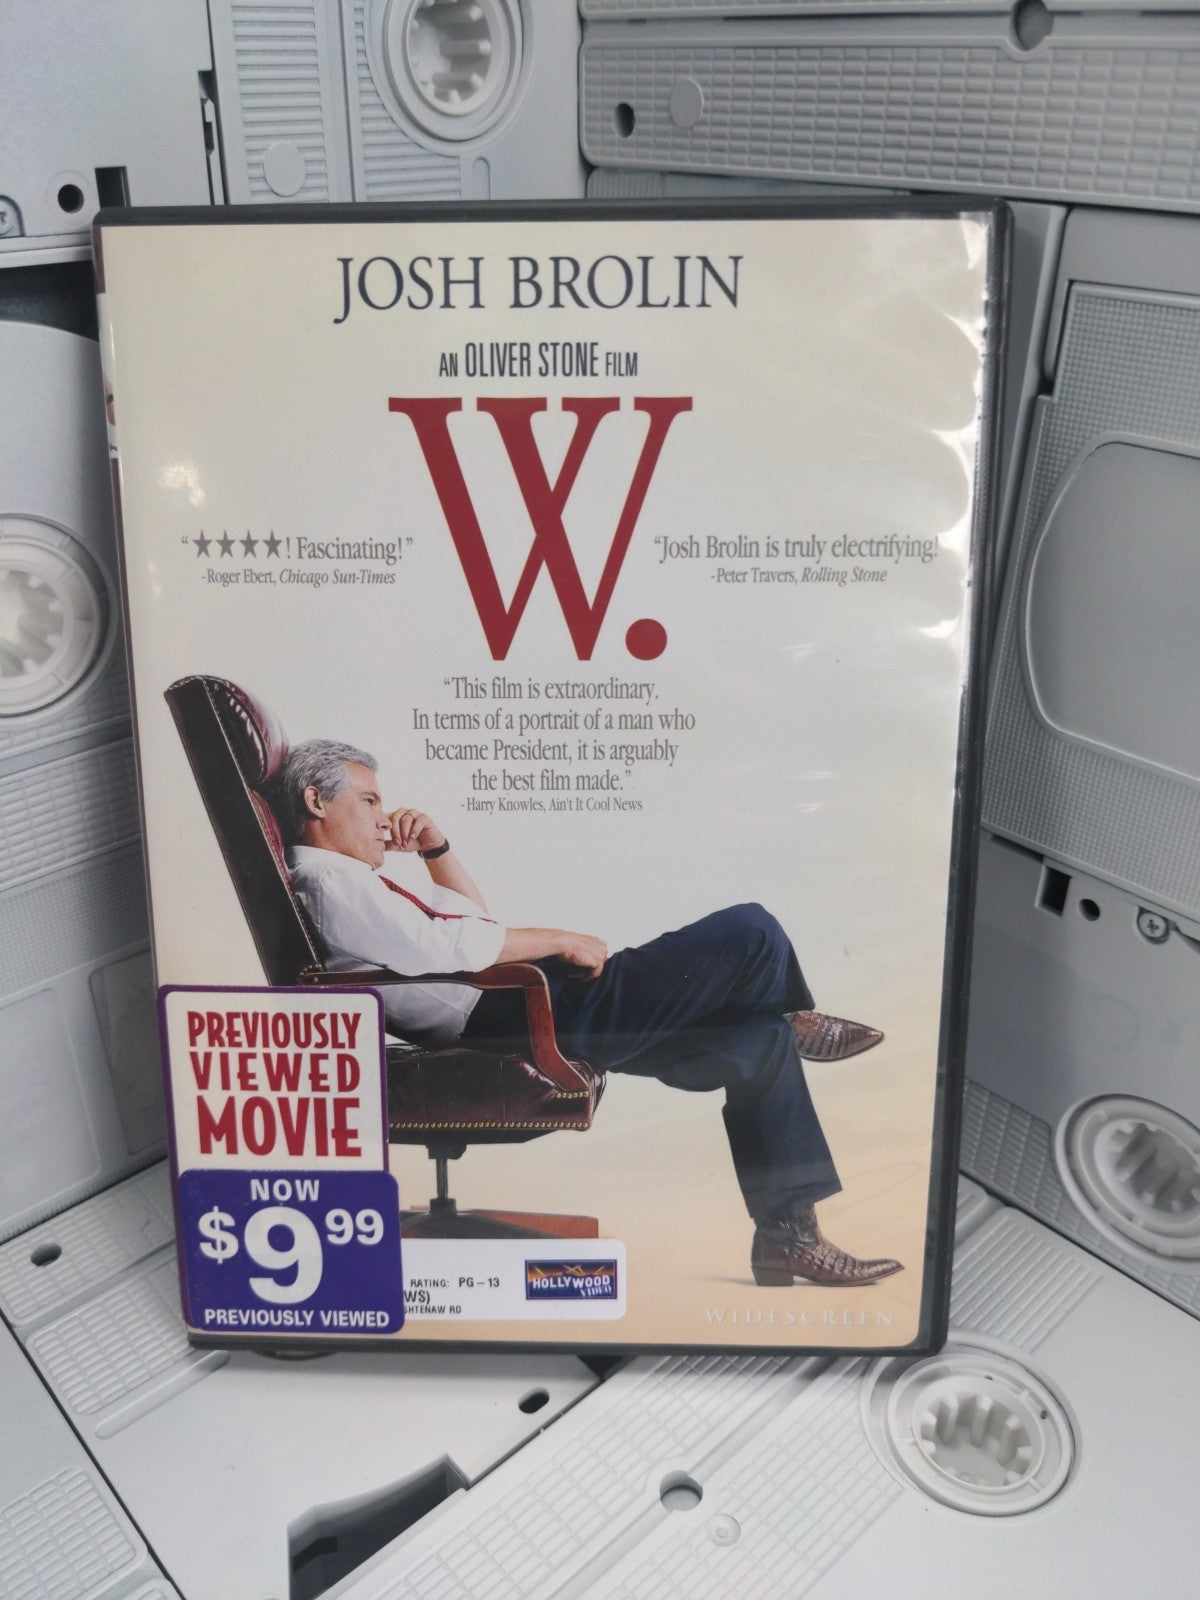 JOSH BROLIN
AN OLIVER STONE FILM
W.
“★★★★! Fascinating!”
-Roger Ebert, Chicago Sun-Times
“Josh Brolin is truly electrifying!
-Peter Travers, Rolling Stone
“This film is extraordinary.
In terms of a portrait of a man who
became President, it is arguably
the best film made.”
-Harry Knowles, Ain't It Cool News
PREVIOUSLY
VIEWED
MOVIE
NOW
$9.99
PREVIOUSLY VIEWED
RATING: PG-13
WS)
SHTENAW RD
HOLLYWOOD
VIDEO
WIDESCREEN